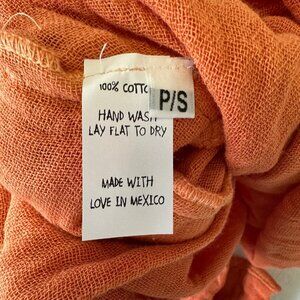 100% COTTO
P/S
HAND WASH
LAY FLAT TO DRY
MADE WITH
LOVE IN MEXICO